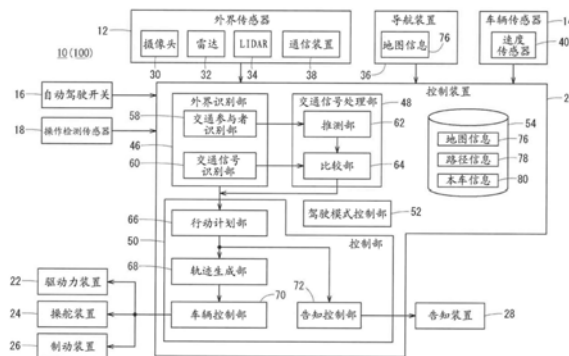 外界传感器
12
摄像头
雷达
LIDAR
通信装置
30
32
34
38
导航装置
地图信息
76
36
车辆传感器
速度
传感器
40
10(100)
16
自动驾驶开关
18
操作检测传感器
控制装置
外界识别部
58
交通参与者
识别部
46
60
交通信号
识别部
交通信号处理部
48
推测部
62
比较部
64
54
地图信息
76
路径信息
78
本车信息
80
驾驶模式控制部
52
控制部
66
行动计划部
50
68
轨迹生成部
车辆控制部
70
72
告知控制部
告知装置
28
22
驱动力装置
24
操舵装置
26
制动装置